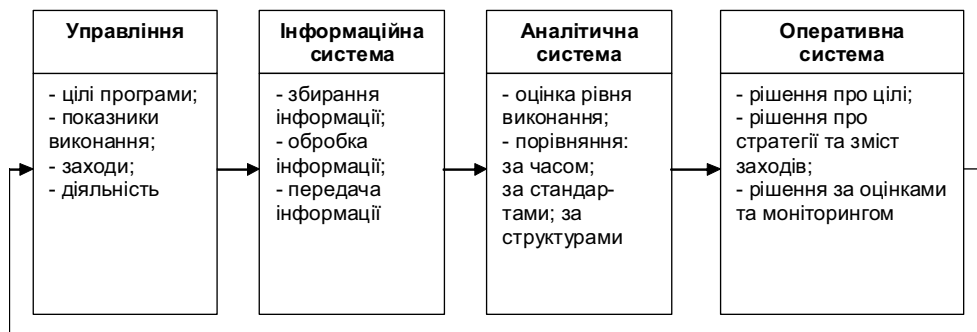 Управління
- цілі програми;
- показники
виконання;
- заходи;
- діяльність
Інформаційна
система
- збирання
інформації;
- обробка
інформації;
- передача
інформації
Аналітична
система
- оцінка рівня
виконання;
- порівняння:
за часом;
за стандар-
тами; за
структурами
Оперативна
система
- рішення про цілі;
- рішення про
стратегії та зміст
заходів;
- рішення за оцінками
та моніторингом